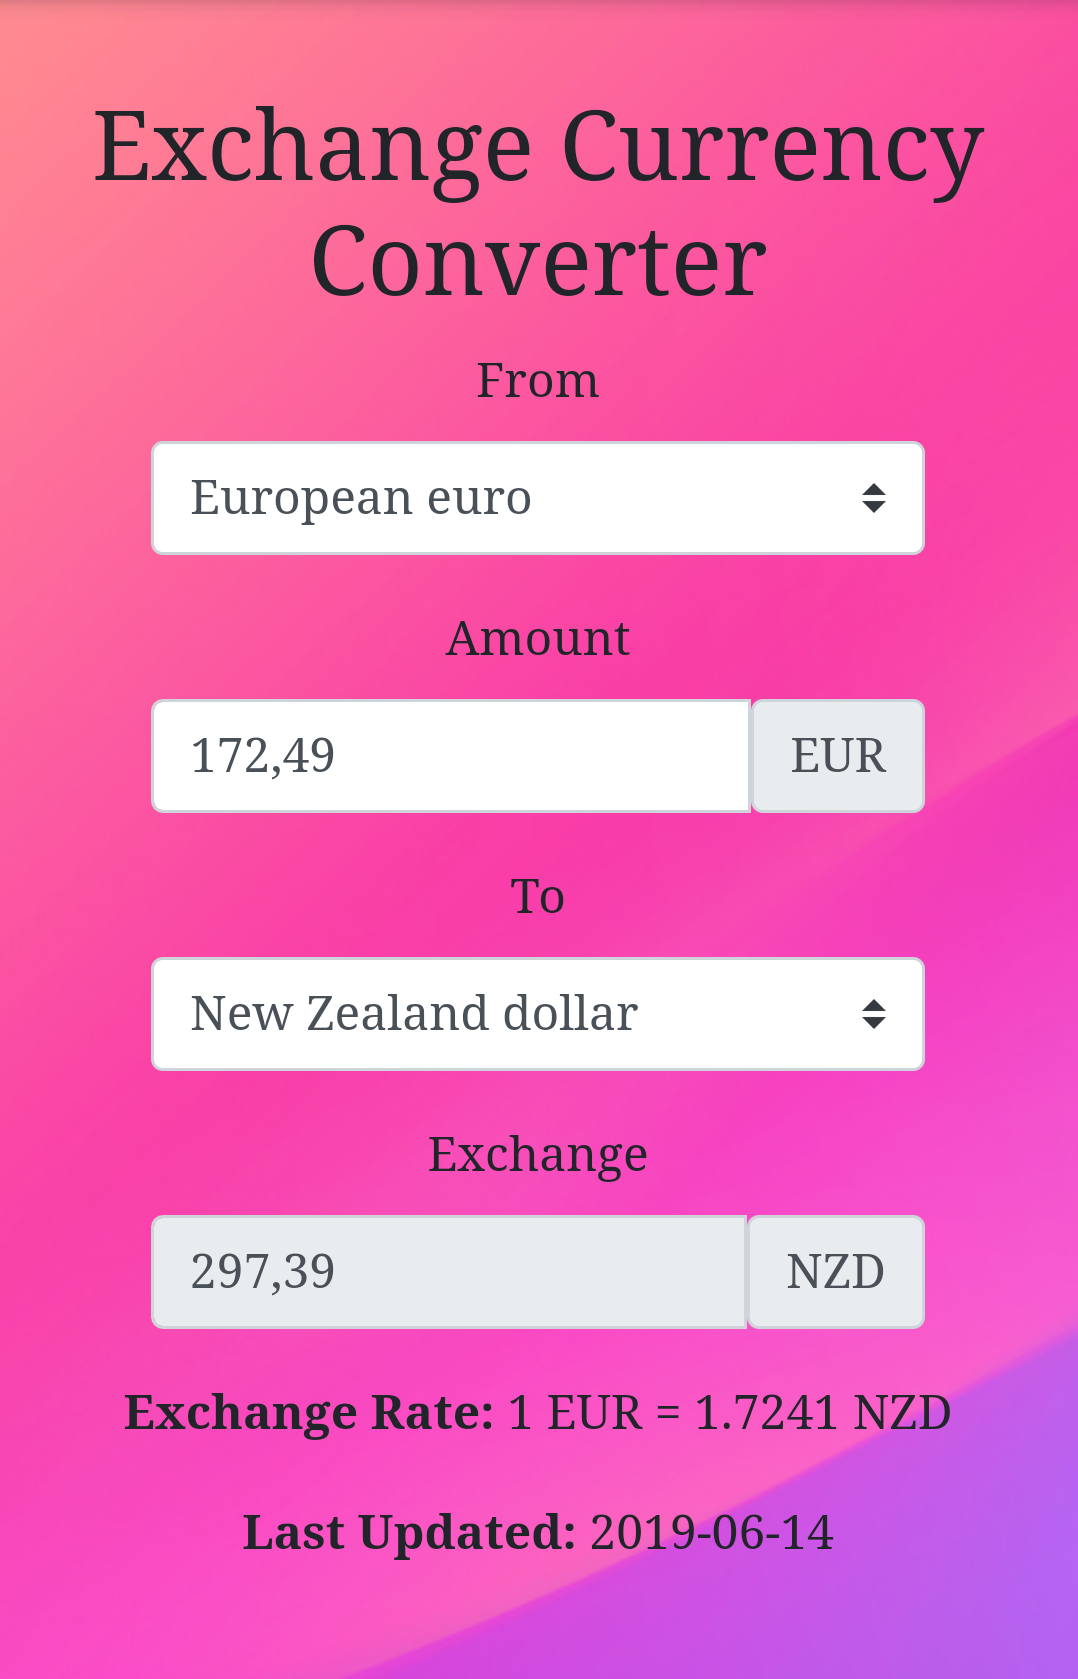 Exchange Currency
Converter
From
European euro
Amount
172,49 EUR
To
New Zealand dollar
Exchange
297,39 NZD
Exchange Rate: 1 EUR = 1.7241 NZD
Last Updated: 2019-06-14